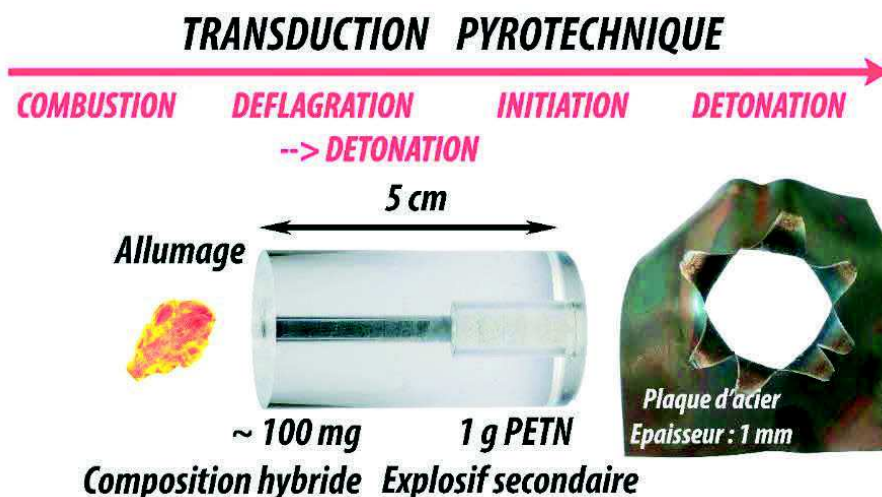 TRANSDUCTION PYROTECHNIQUE
COMBUSTION DEFLAGRATION INITIATION DETONATION
--> DETONATION
5 cm
Allumage
~ 100 mg 1 g PETN
Composition hybride Explosif secondaire
Plaque d'acier
Epaisseur : 1 mm